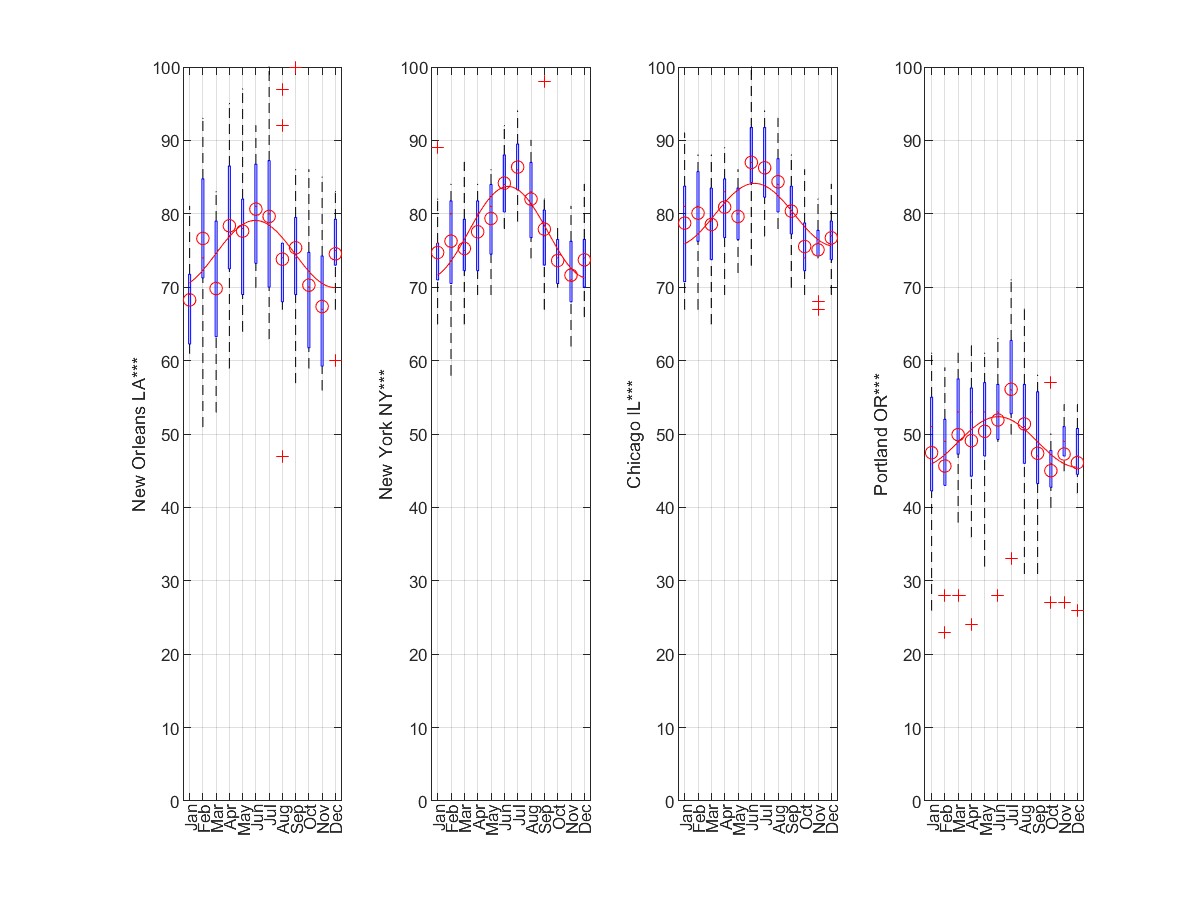 New Orleans LA***
100
90
80
70
60
50
40
30
20
10
0
Jan
Feb
Mar
Apr
May
Jun
Jul
Aug
Sep
Oct
Nov
Dec
New York NY***
100
90
80
70
60
50
40
30
20
10
0
Jan
Feb
Mar
Apr
May
Jun
Jul
Aug
Sep
Oct
Nov
Dec
Chicago IL***
100
90
80
70
60
50
40
30
20
10
0
Jan
Feb
Mar
Apr
May
Jun
Jul
Aug
Sep
Oct
Nov
Dec
Portland OR***
100
90
80
70
60
50
40
30
20
10
0
Jan
Feb
Mar
Apr
May
Jun
Jul
Aug
Sep
Oct
Nov
Dec